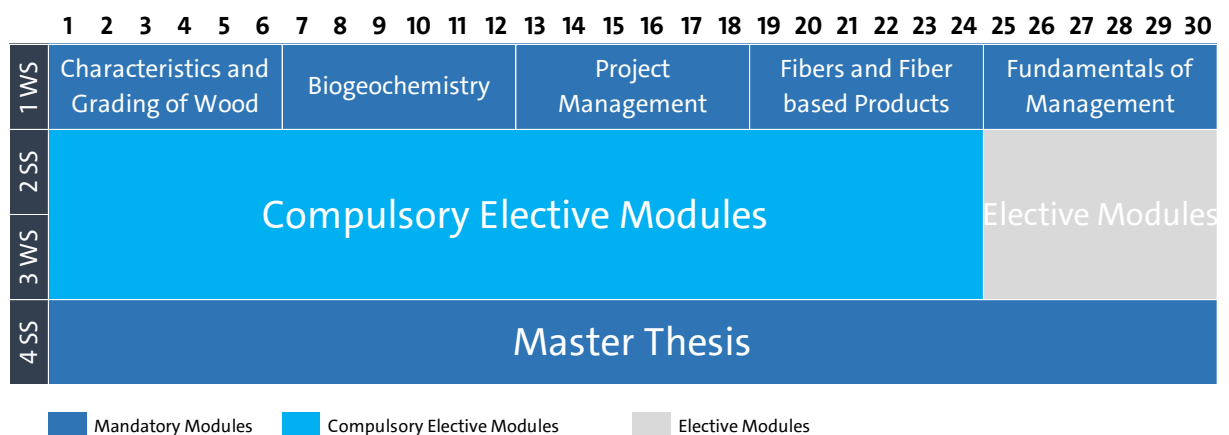 1 2 3 4 5 6 7 8 9 10 11 12 13 14 15 16 17 18 19 20 21 22 23 24 25 26 27 28 29 30
1 WS
Characteristics and
Grading of Wood
Biogeochemistry
Project
Management
Fibers and Fiber
based Products
Fundamentals of
Management
2 SS
3 WS
Compulsory Elective Modules
Elective Modules
4 SS
Master Thesis
Mandatory Modules
Compulsory Elective Modules
Elective Modules